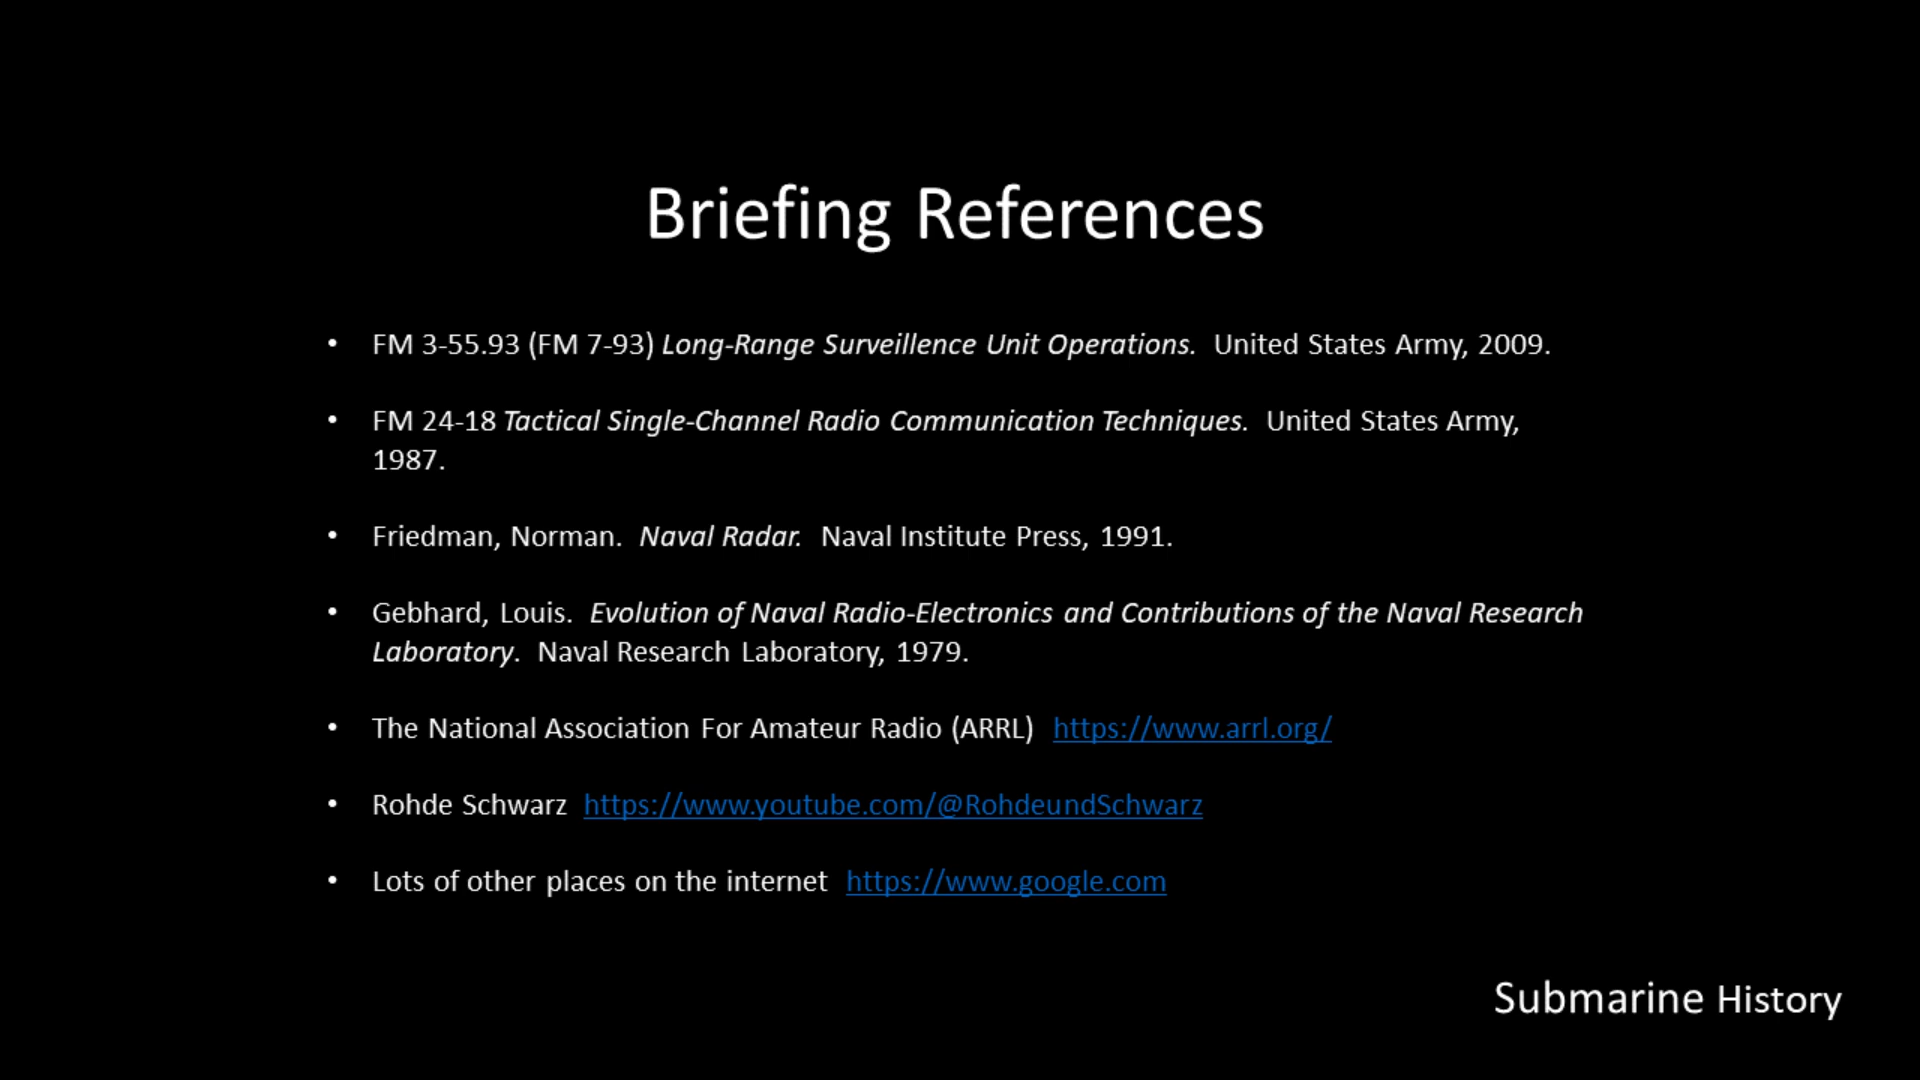 Briefing References
• FM 3-55.93 (FM 7-93) Long-Range Surveillence Unit Operations.  United States Army, 2009.
• FM 24-18 Tactical Single-Channel Radio Communication Techniques.  United States Army,
1987.
• Friedman, Norman.  Naval Radar.  Naval Institute Press, 1991.
• Gebhard, Louis.  Evolution of Naval Radio-Electronics and Contributions of the Naval Research
Laboratory.  Naval Research Laboratory, 1979.
• The National Association For Amateur Radio (ARRL)  https://www.arrl.org/
• Rohde Schwarz  https://www.youtube.com/@RohdeundSchwarz
• Lots of other places on the internet  https://www.google.com
Submarine History